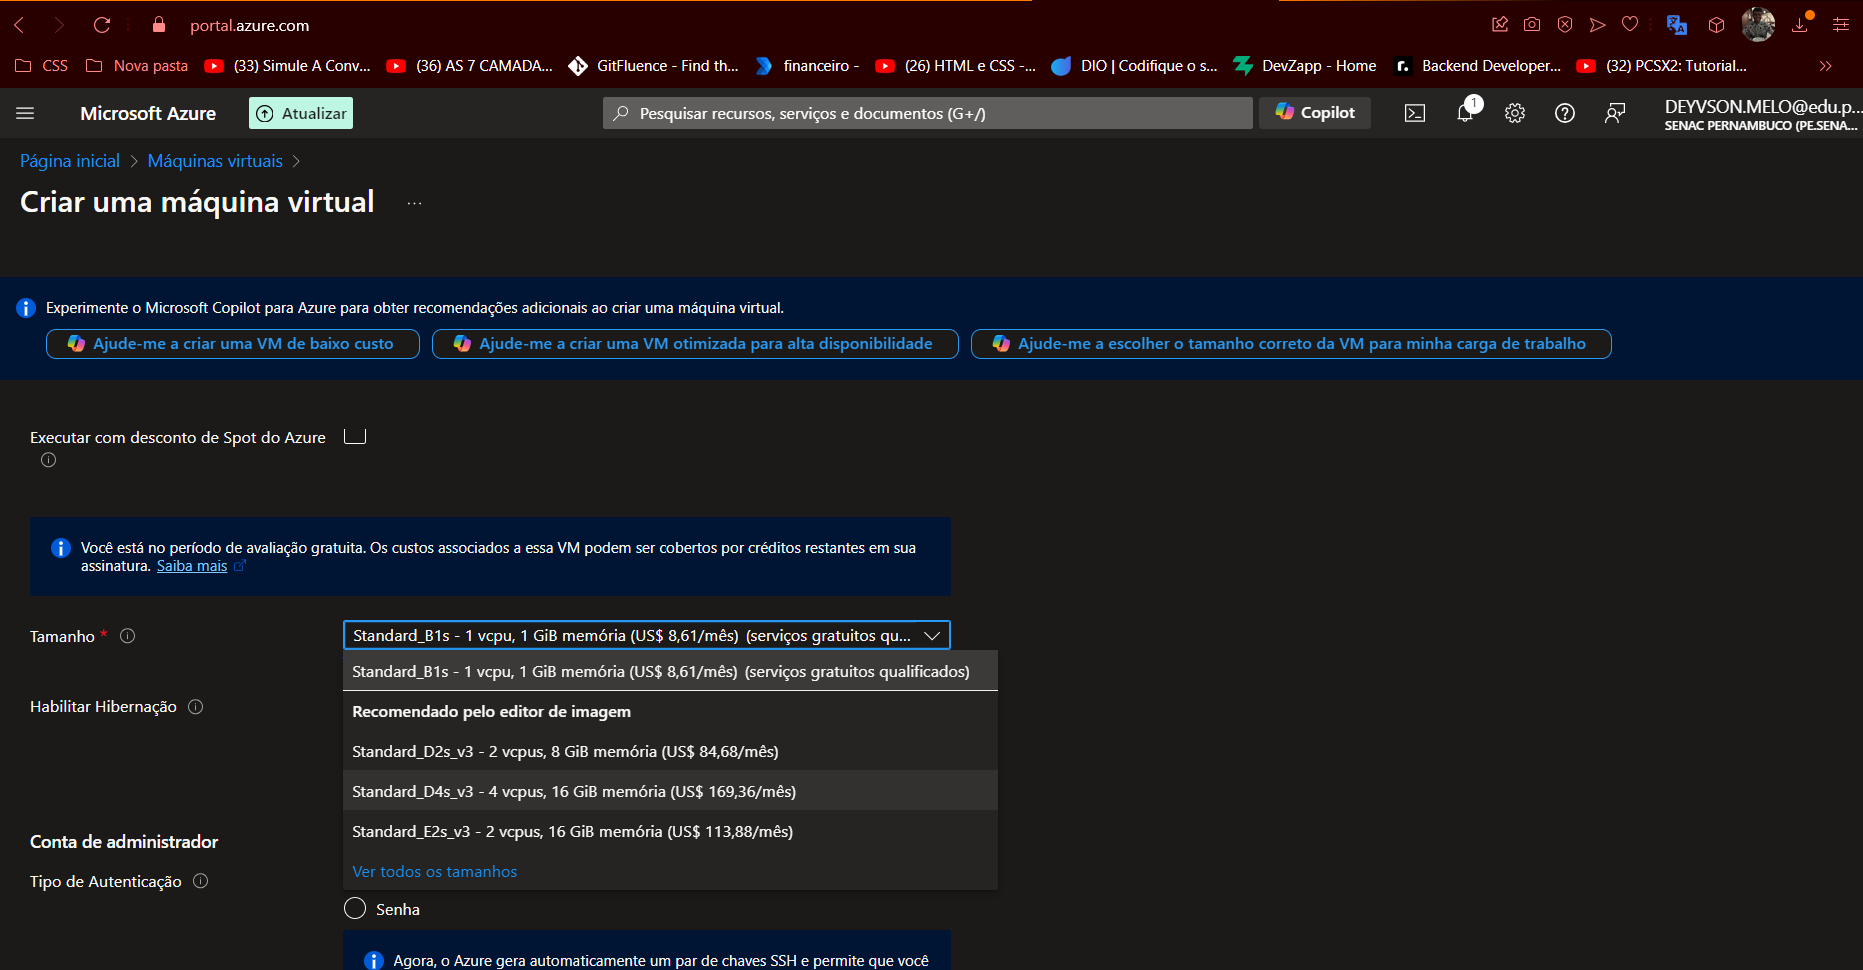 portal.azure.com
CSS
Nova pasta
(33) Simule A Conv...
(36) AS 7 CAMADA...
GitFluence - Find th...
financeiro -
(26) HTML e CSS -...
DIO | Codifique o s...
DevZapp - Home
r.
Backend Developer...
(32) PCSX2: Tutorial...
Microsoft Azure
Atualizar
Pesquisar recursos, serviços e documentos (G+/)
Copilot
1
DEYVSON.MELO@edu.p...
SENAC PERNAMBUCO (PE.SENA...
Página inicial > Máquinas virtuais >
Criar uma máquina virtual ...
Experimente o Microsoft Copilot para Azure para obter recomendações adicionais ao criar uma máquina virtual.
Ajude-me a criar uma VM de baixo custo
Ajude-me a criar uma VM otimizada para alta disponibilidade
Ajude-me a escolher o tamanho correto da VM para minha carga de trabalho
Executar com desconto de Spot do Azure
Você está no período de avaliação gratuita. Os custos associados a essa VM podem ser cobertos por créditos restantes em sua
assinatura. Saiba mais
Tamanho *
Standard_B1s - 1 vcpu, 1 GiB memória (US$ 8,61/mês) (serviços gratuitos qu...
Standard_B1s - 1 vcpu, 1 GiB memória (US$ 8,61/mês) (serviços gratuitos qualificados)
Habilitar Hibernação
Recomendado pelo editor de imagem
Standard_D2s_v3 - 2 vcpus, 8 GiB memória (US$ 84,68/mês)
Standard_D4s_v3 - 4 vcpus, 16 GiB memória (US$ 169,36/mês)
Standard_E2s_v3 - 2 vcpus, 16 GiB memória (US$ 113,88/mês)
Ver todos os tamanhos
Conta de administrador
Tipo de Autenticação
Senha
Agora, o Azure gera automaticamente um par de chaves SSH e permite que você